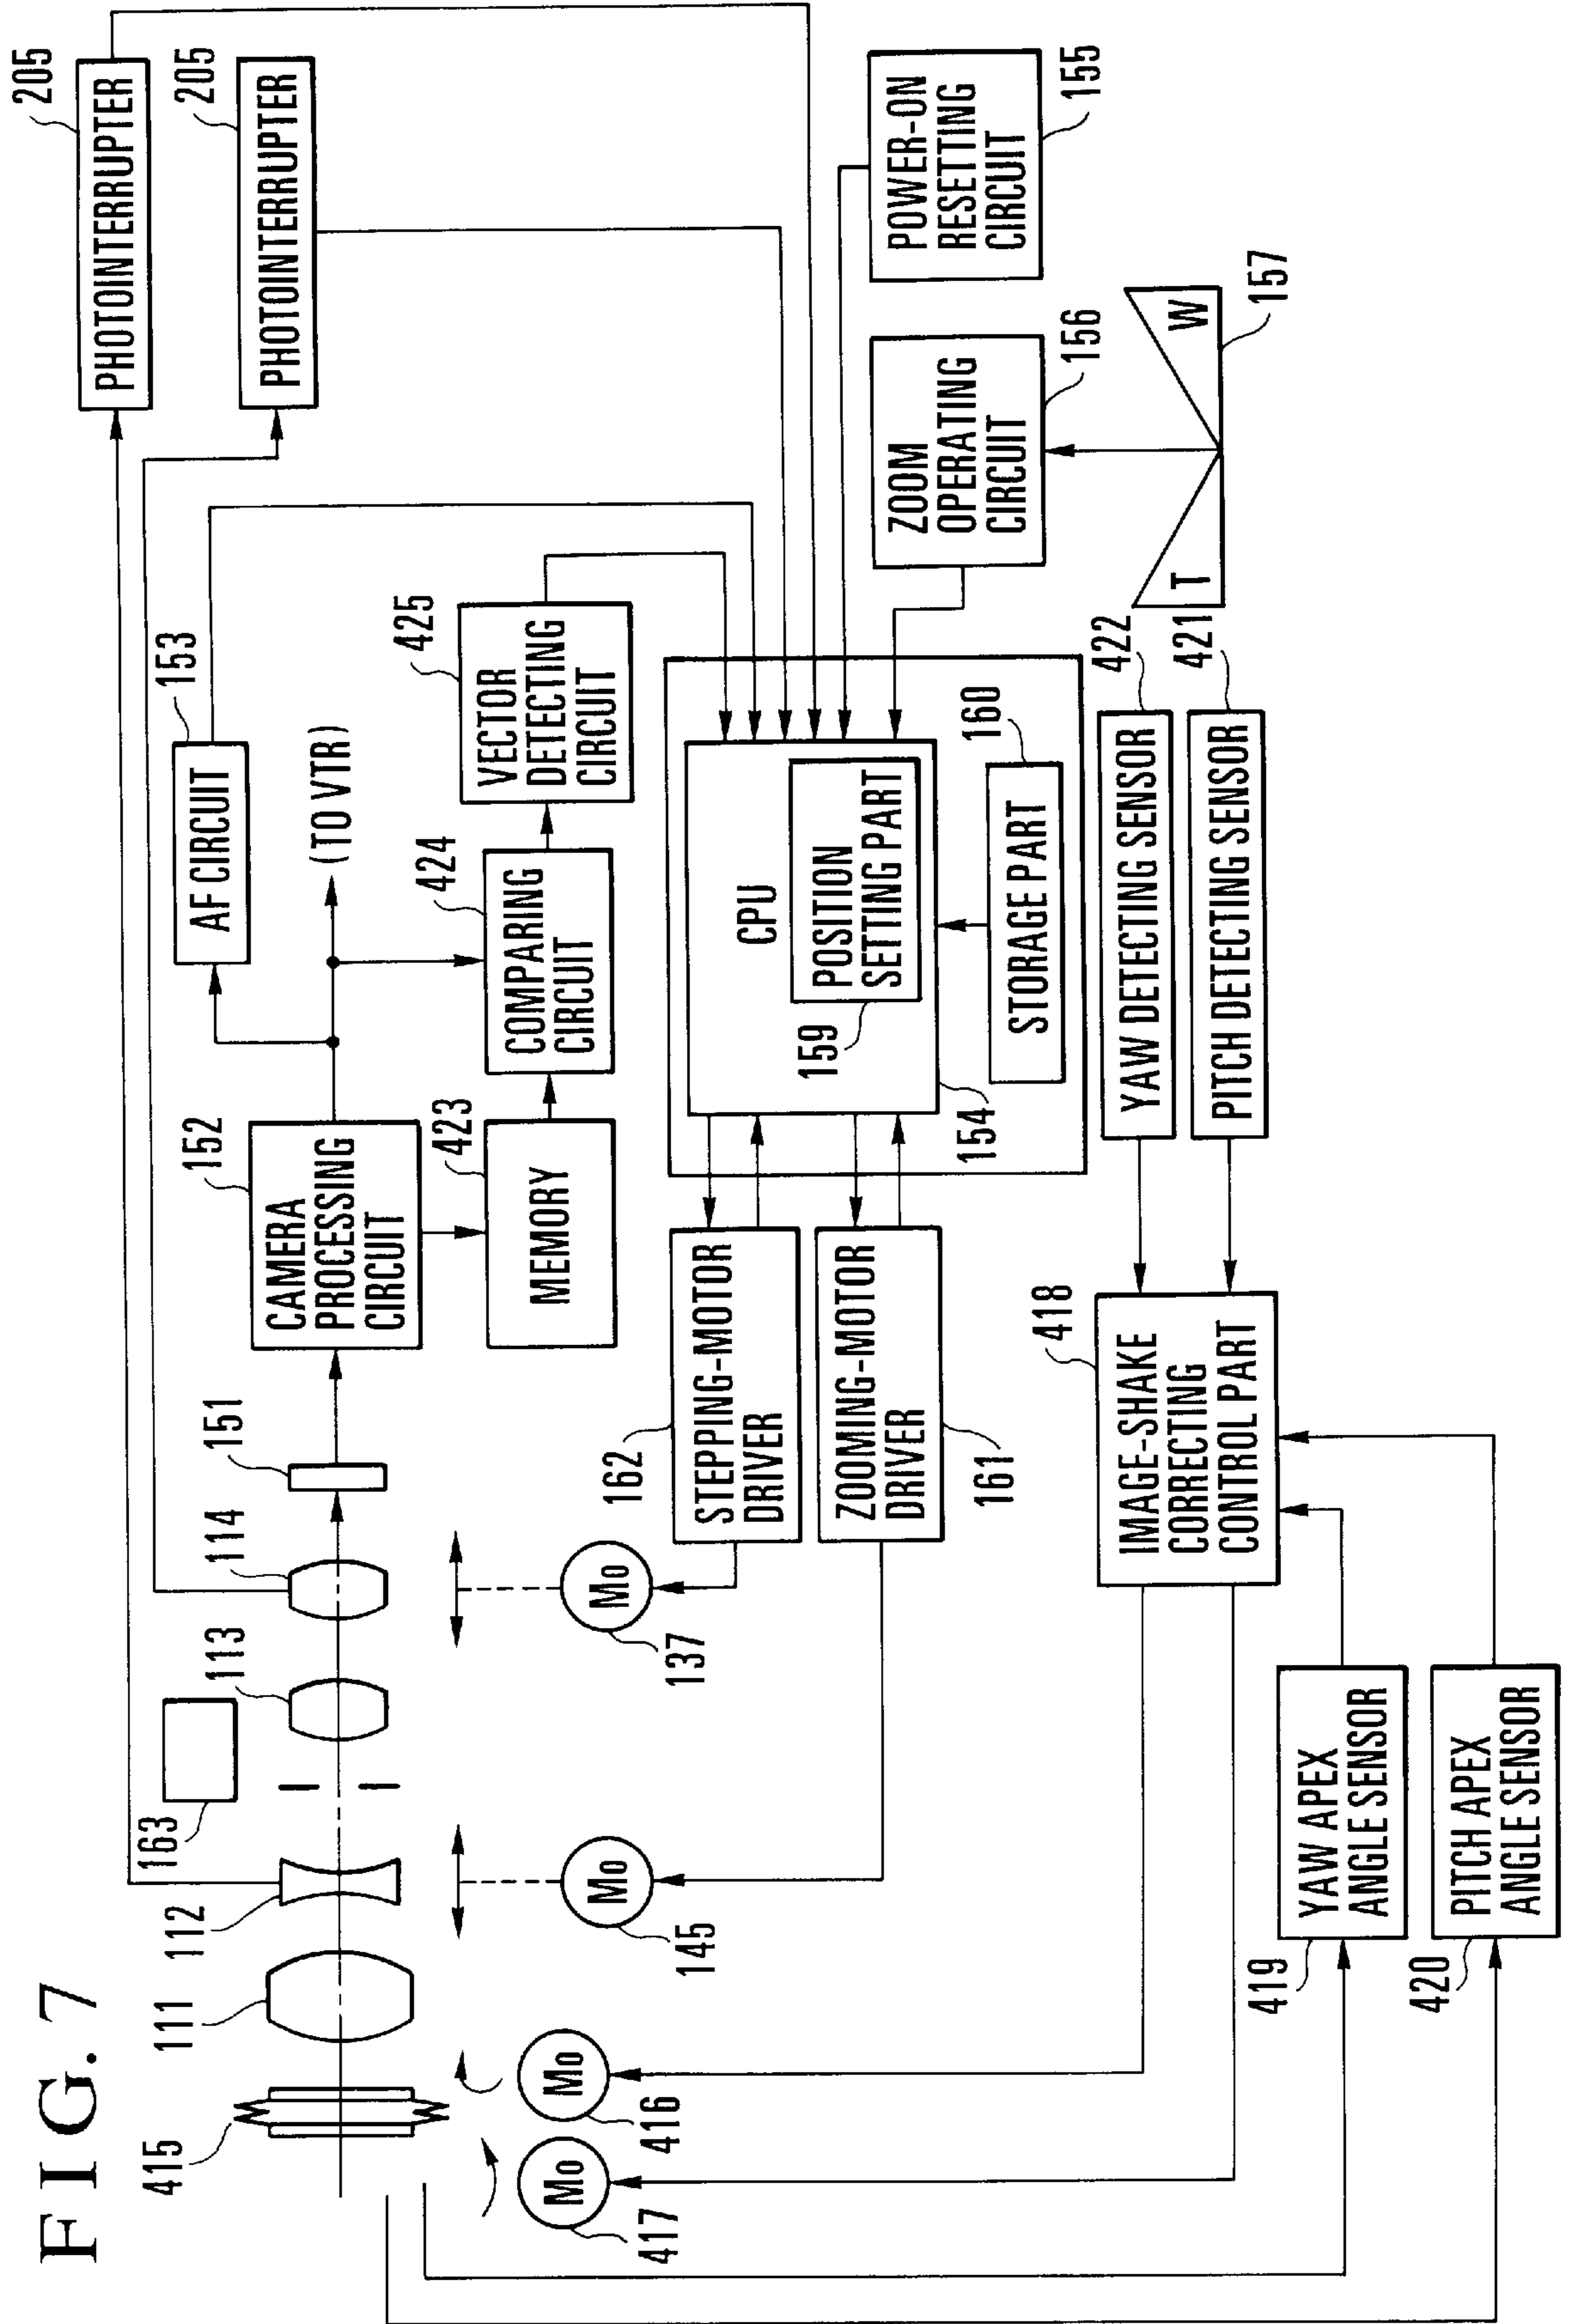 FIG. 7
205
PHOTOINTERRUPTER
205
PHOTOINTERRUPTER
153
AF CIRCUIT
(TO VTR)
152
CAMERA
PROCESSING
CIRCUIT
423
MEMORY
424
COMPARING
CIRCUIT
425
VECTOR
DETECTING
CIRCUIT
415
111
112
163
113
114
151
417
Mo
416
Mo
145
Mo
137
Mo
162
STEPPING-MOTOR
DRIVER
ZOOMING-MOTOR
DRIVER
161
CPU
POSITION
SETTING PART
159
154
STORAGE PART
160
POWER-ON
RESETTING
CIRCUIT
155
ZOOM
OPERATING
CIRCUIT
156
T
W
157
YAW DETECTING SENSOR
422
PITCH DETECTING SENSOR
421
418
IMAGE-SHAKE
CORRECTING
CONTROL PART
YAW APEX
ANGLE SENSOR
419
PITCH APEX
ANGLE SENSOR
420